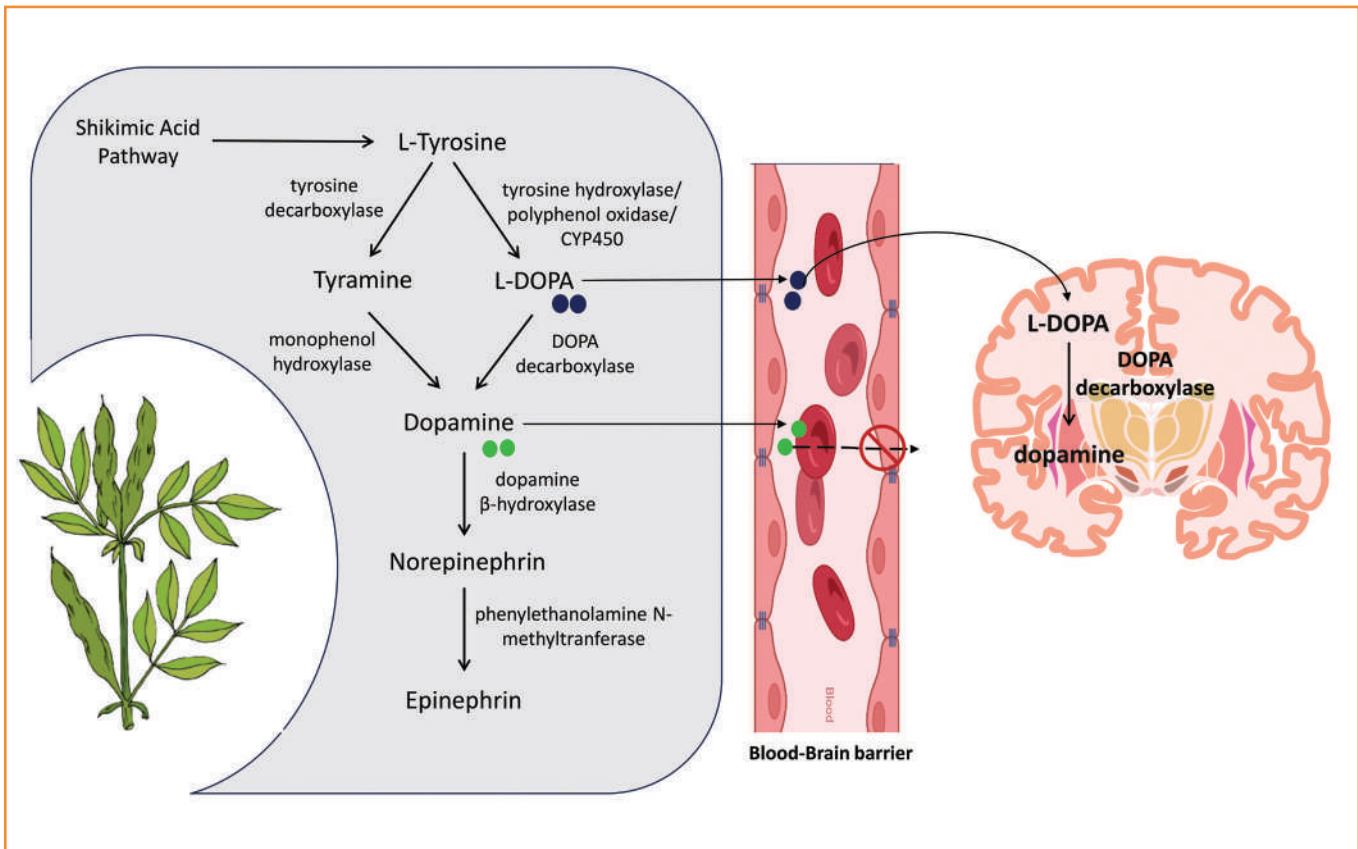 Shikimic Acid
Pathway
L-Tyrosine
tyrosine
decarboxylase
tyrosine hydroxylase/
polyphenol oxidase/
CYP450
Tyramine
L-DOPA
monophenol
hydroxylase
DOPA
decarboxylase
Dopamine
dopamine
β-hydroxylase
Norepinephrin
phenylethanolamine N-
methyltranferase
Epinephrin
Blood
Blood-Brain barrier
L-DOPA
DOPA
decarboxylase
dopamine